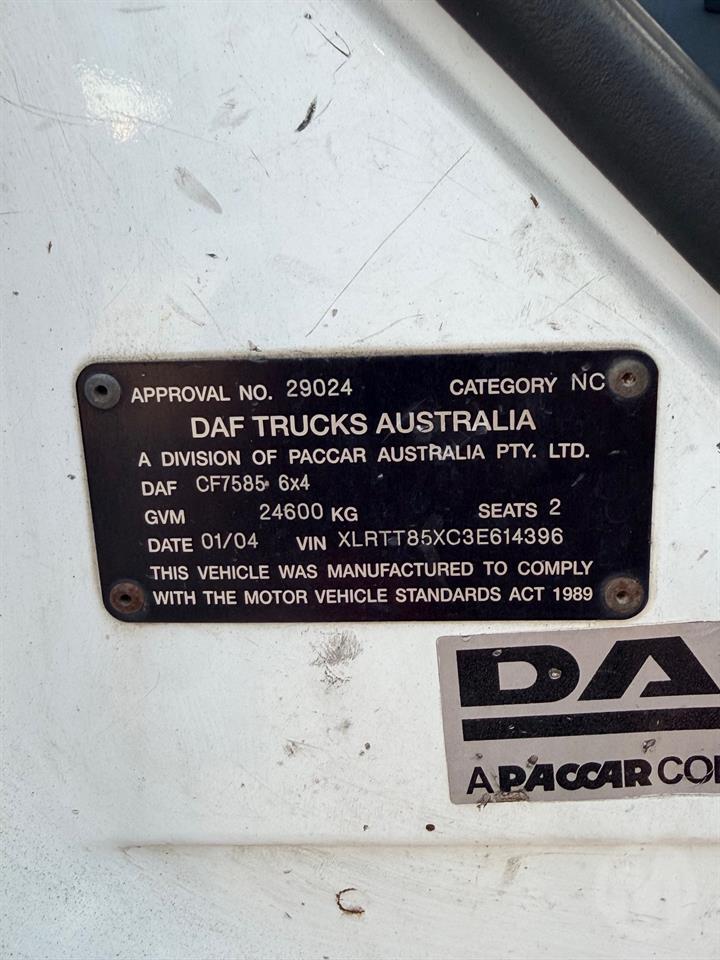 APPROVAL NO. 29024 CATEGORY NC
DAF TRUCKS AUSTRALIA
A DIVISION OF PACCAR AUSTRALIA PTY. LTD.
DAF CF7585 6x4
GVM 24600 KG SEATS 2
DATE 01/04 VIN XLRTT85XC3E614396
THIS VEHICLE WAS MANUFACTURED TO COMPLY
WITH THE MOTOR VEHICLE STANDARDS ACT 1989
DA
A PACCAR CO